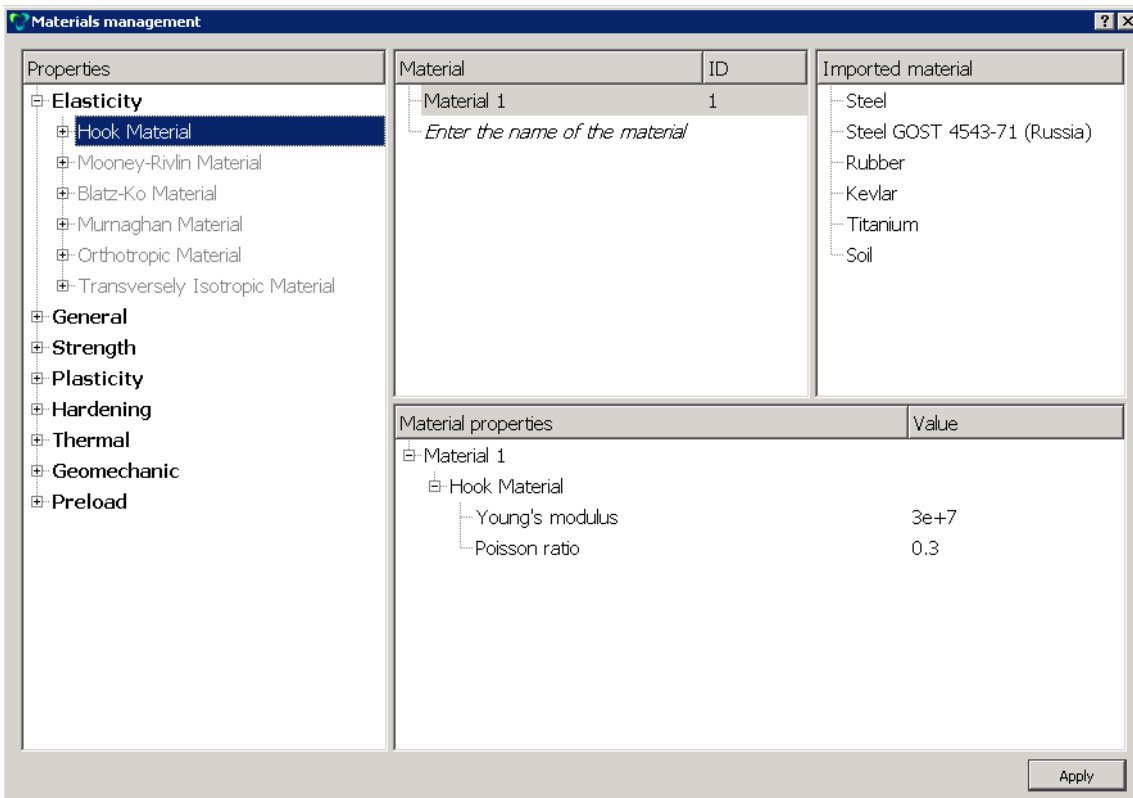 Materials management
Properties
Elasticity
Hook Material
Mooney-Rivlin Material
Blatz-Ko Material
Murnaghan Material
Orthotropic Material
Transversely Isotropic Material
General
Strength
Plasticity
Hardening
Thermal
Geomechanic
Preload
Material ID
Material 1 1
Enter the name of the material
Imported material
Steel
Steel GOST 4543-71 (Russia)
Rubber
Kevlar
Titanium
Soil
Material properties Value
Material 1
Hook Material
Young's modulus 3e+7
Poisson ratio 0.3
Apply